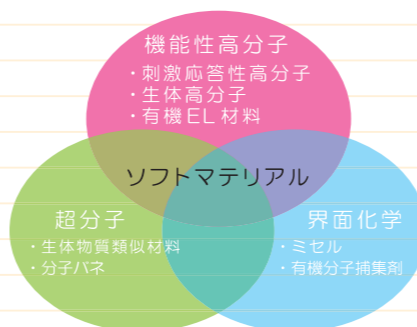 機能性高分子
・刺激応答性高分子
・生体高分子
・有機EL材料
ソフトマテリアル
超分子
・生体物質類似材料
・分子バネ
界面化学
・ミセル
・有機分子捕集剤